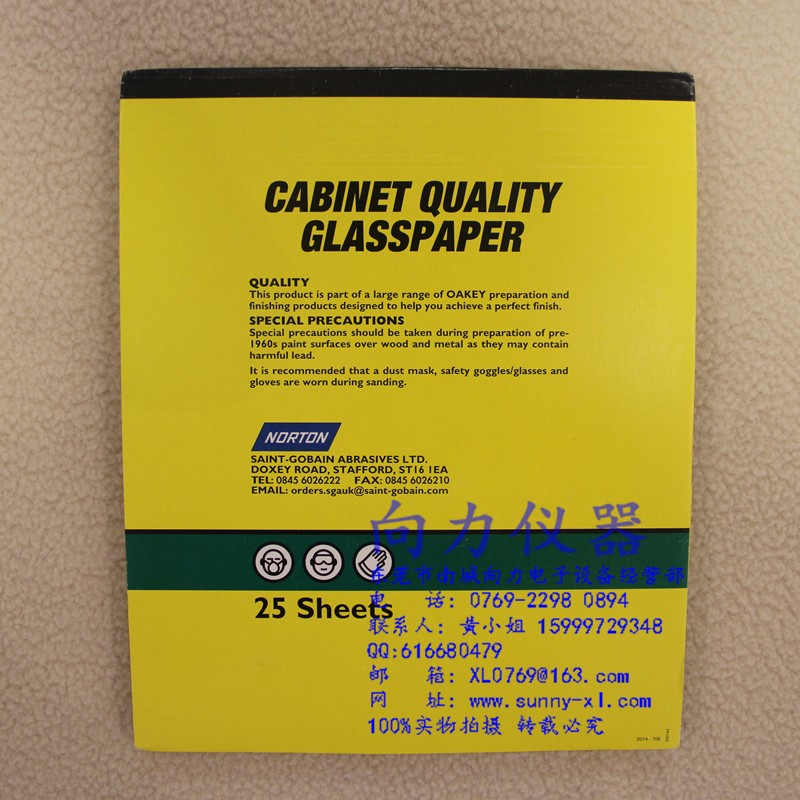 CABINET QUALITY
GLASSPAPER
QUALITY
This product is part of a large range of OAKEY preparation and
finishing products designed to help you achieve a perfect finish.
SPECIAL PRECAUTIONS
Special precautions should be taken during preparation of pre-
1960s paint surfaces over wood and metal as they may contain
harmful lead.
It is recommended that a dust mask, safety goggles/glasses and
gloves are worn during sanding.
NORTON
SAINT-GOBAIN ABRASIVES LTD.
DOXEY ROAD, STAFFORD, ST16 1EA
TEL: 0845 6026222 FAX: 0845 6026210
EMAIL: orders.sgauk@saint-gobain.com
向力仪器
东莞市南城向力电子设备经营部
25 Sheets
电 话: 0769-2298 0894
联系人: 黄小姐 15999729348
QQ:616680479
邮 箱: XL0769@163.com
网 址: www.sunny-xl.com
100%实物拍摄 转载必究